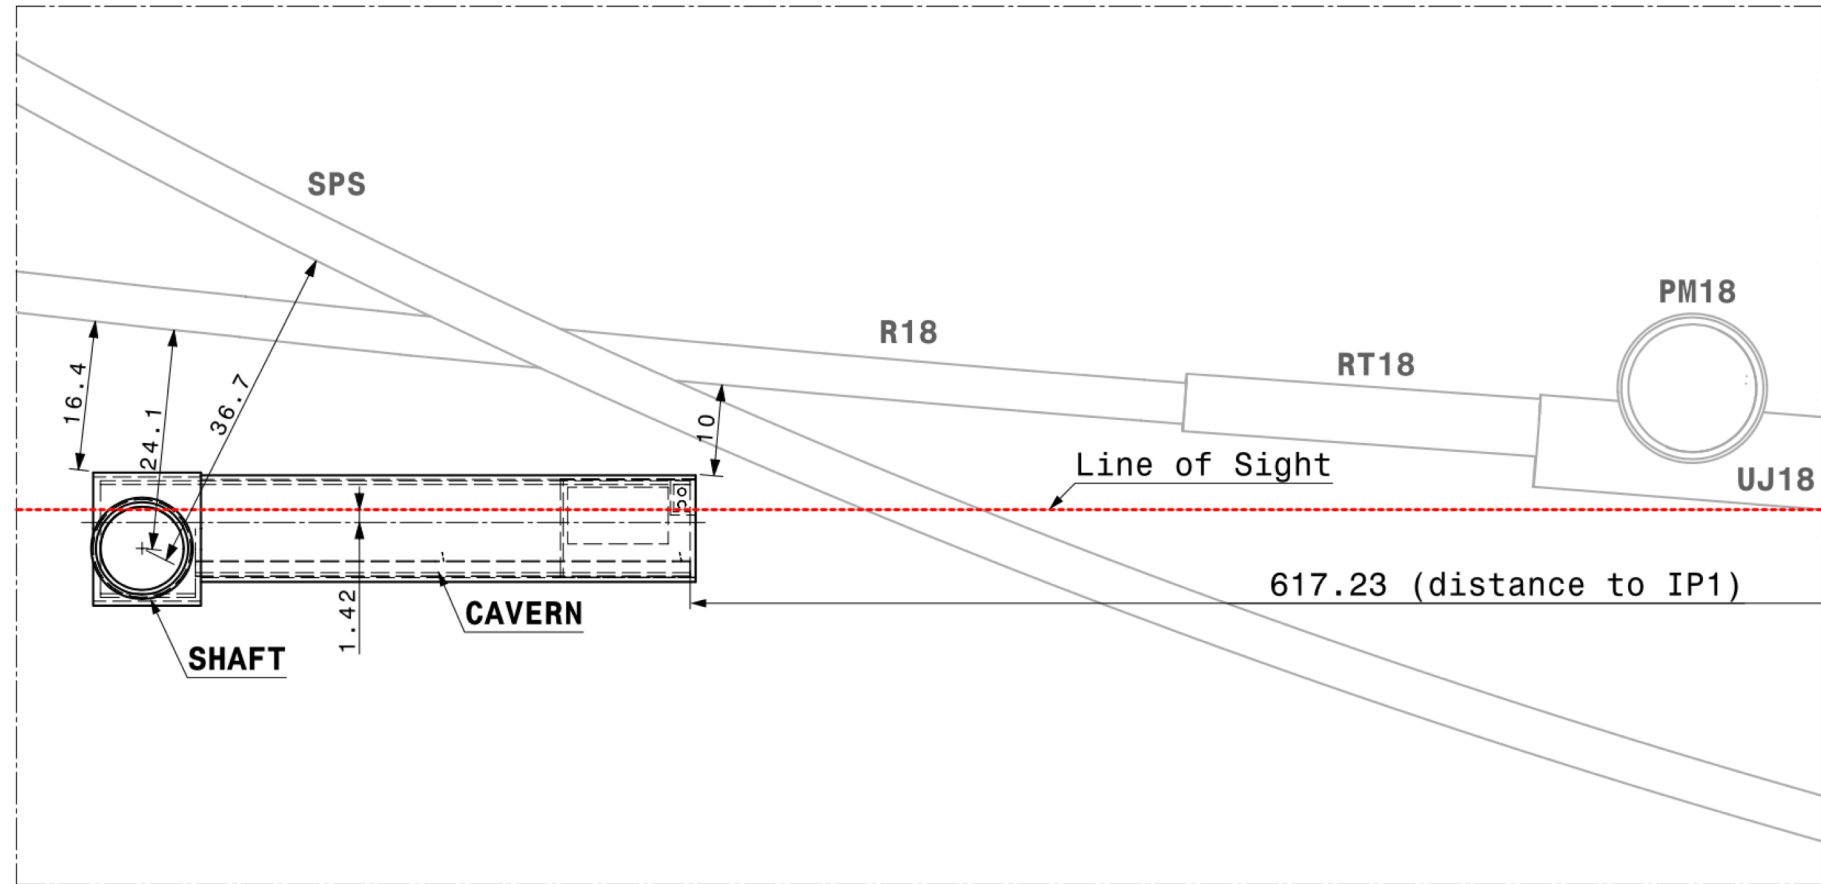 SPS
PM18
R18
RT18
16.4
24.1
36.7
10
Line of Sight
UJ18
617.23 (distance to IP1)
CAVERN
1.42
SHAFT